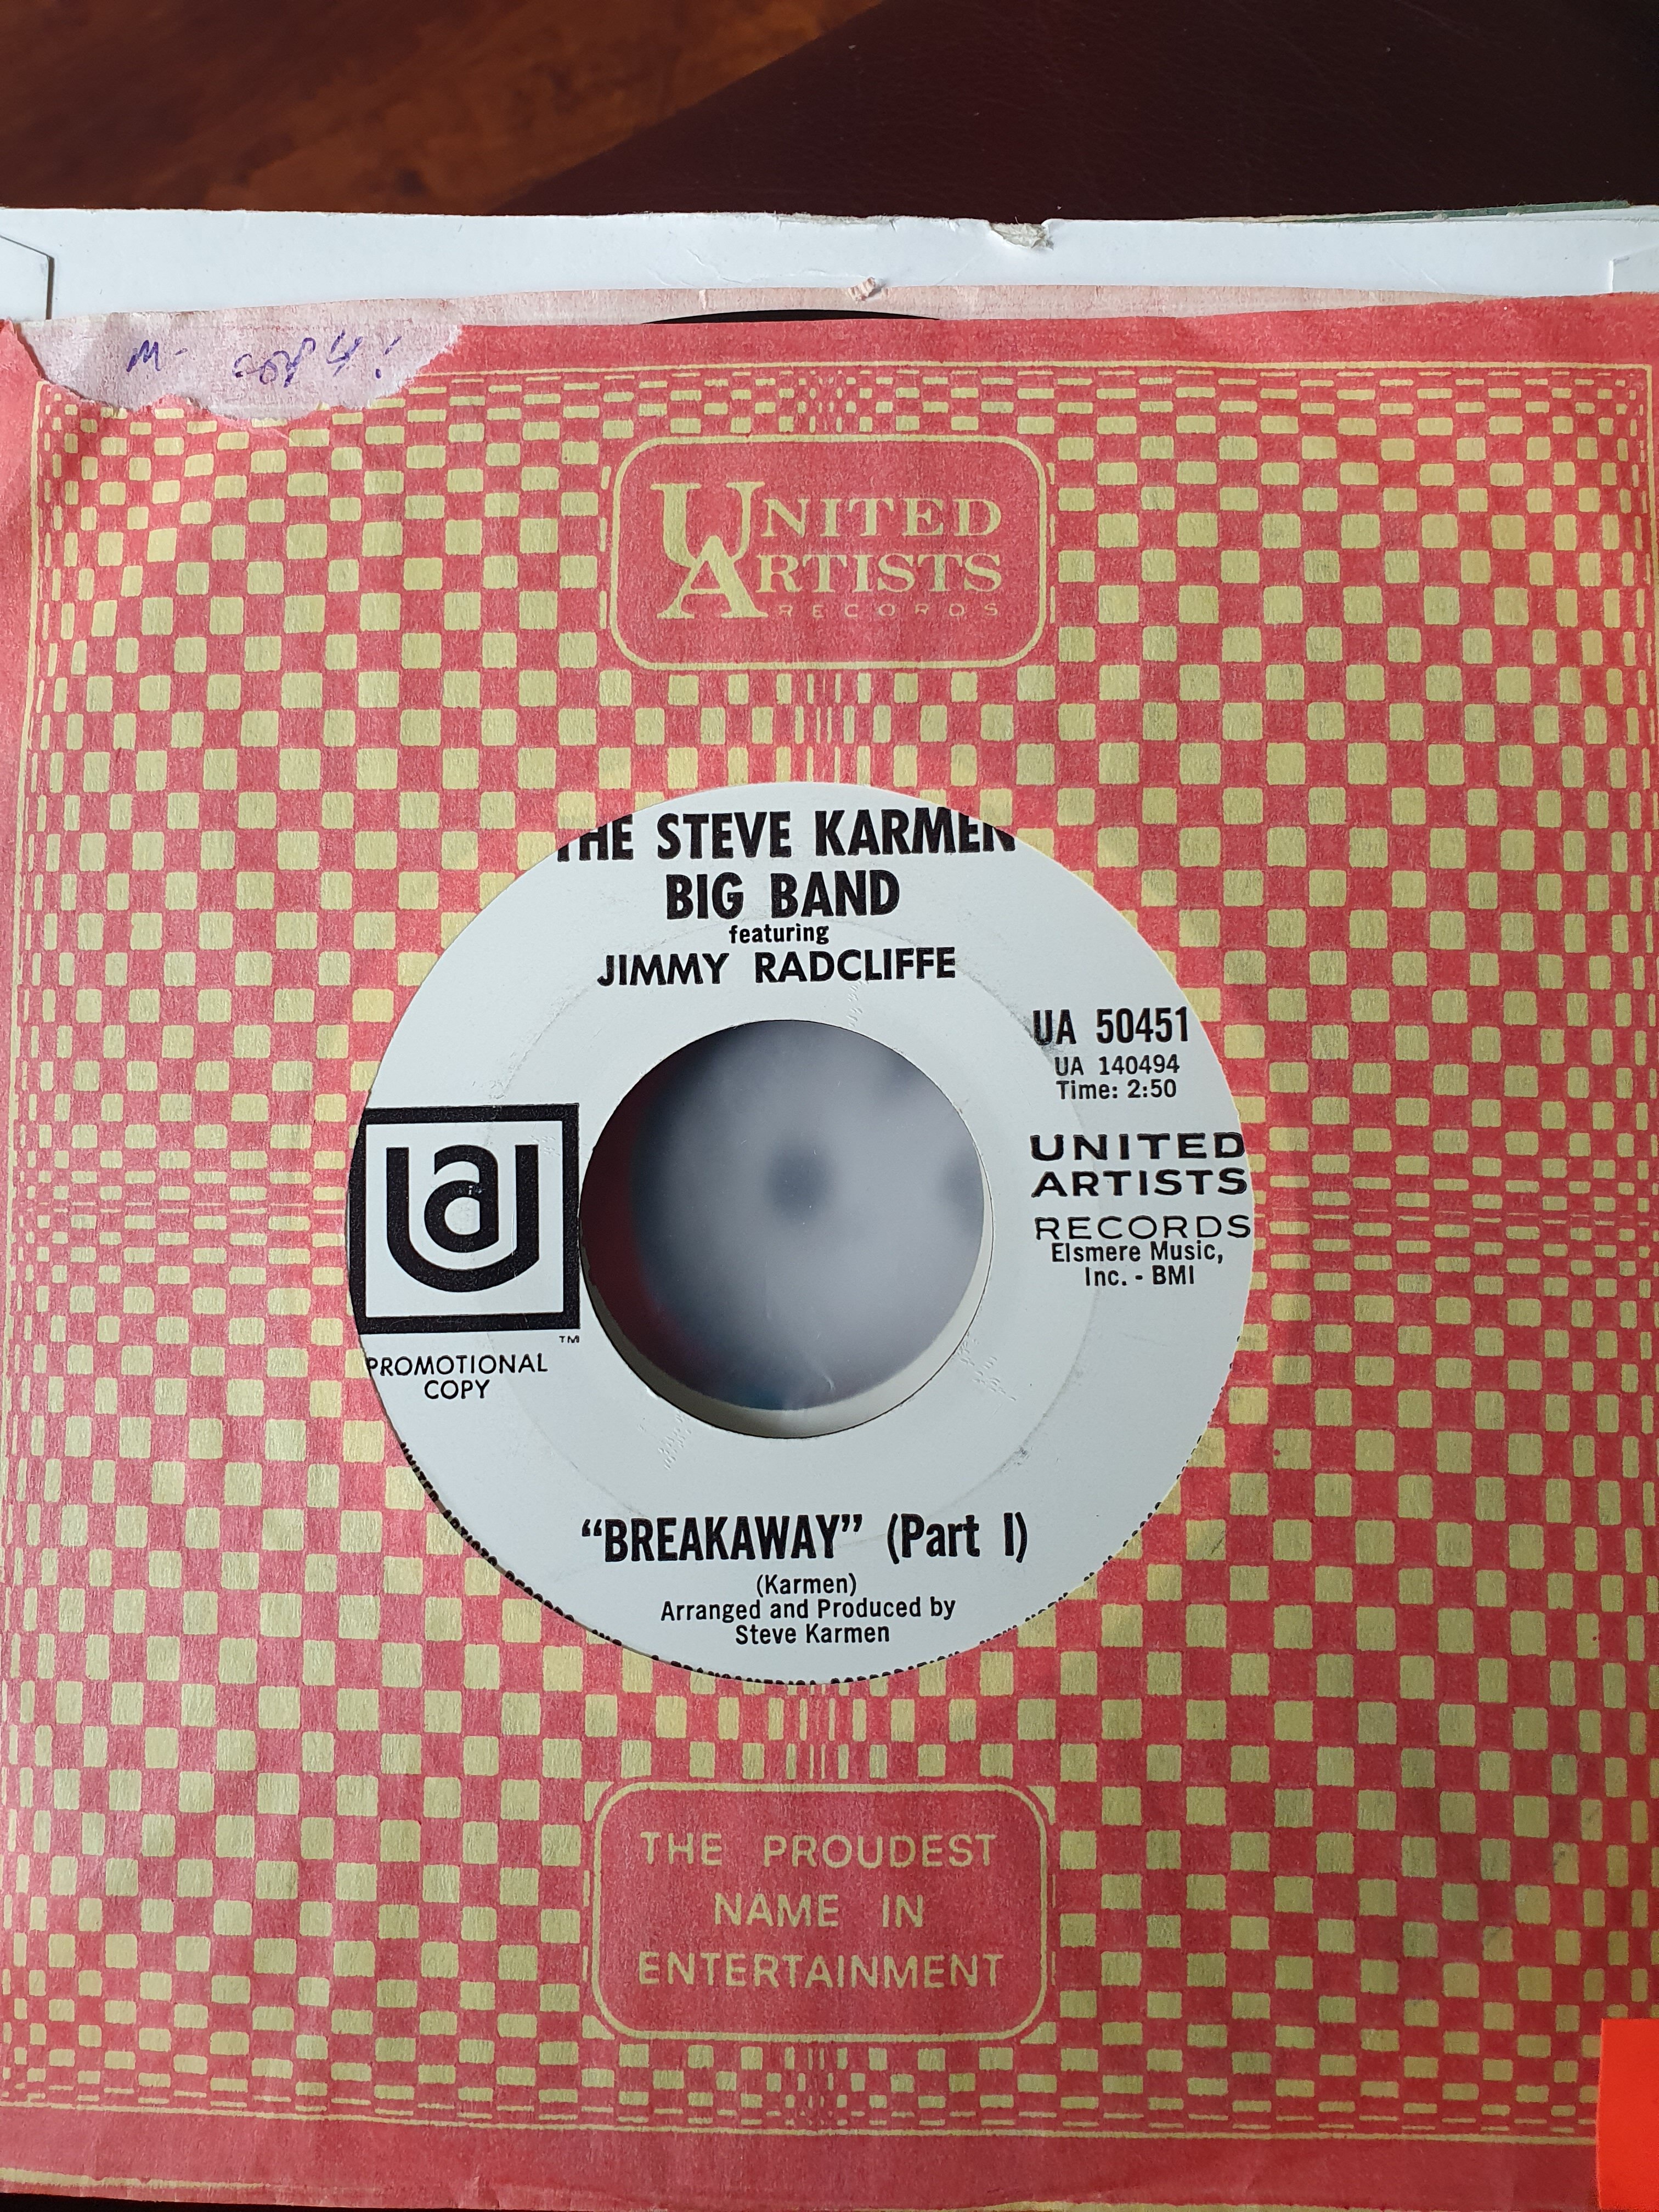 M- COPY!
UNITED
ARTISTS
RECORDS
THE STEVE KARMEN
BIG BAND
featuring
JIMMY RADCLIFFE
UA 50451
UA 140494
Time: 2:50
UNITED
ARTISTS
RECORDS
Elsmere Music,
Inc. - BMI
ua
TM
PROMOTIONAL
COPY
"BREAKAWAY" (Part I)
(Karmen)
Arranged and Produced by
Steve Karmen
THE PROUDEST
NAME IN
ENTERTAINMENT